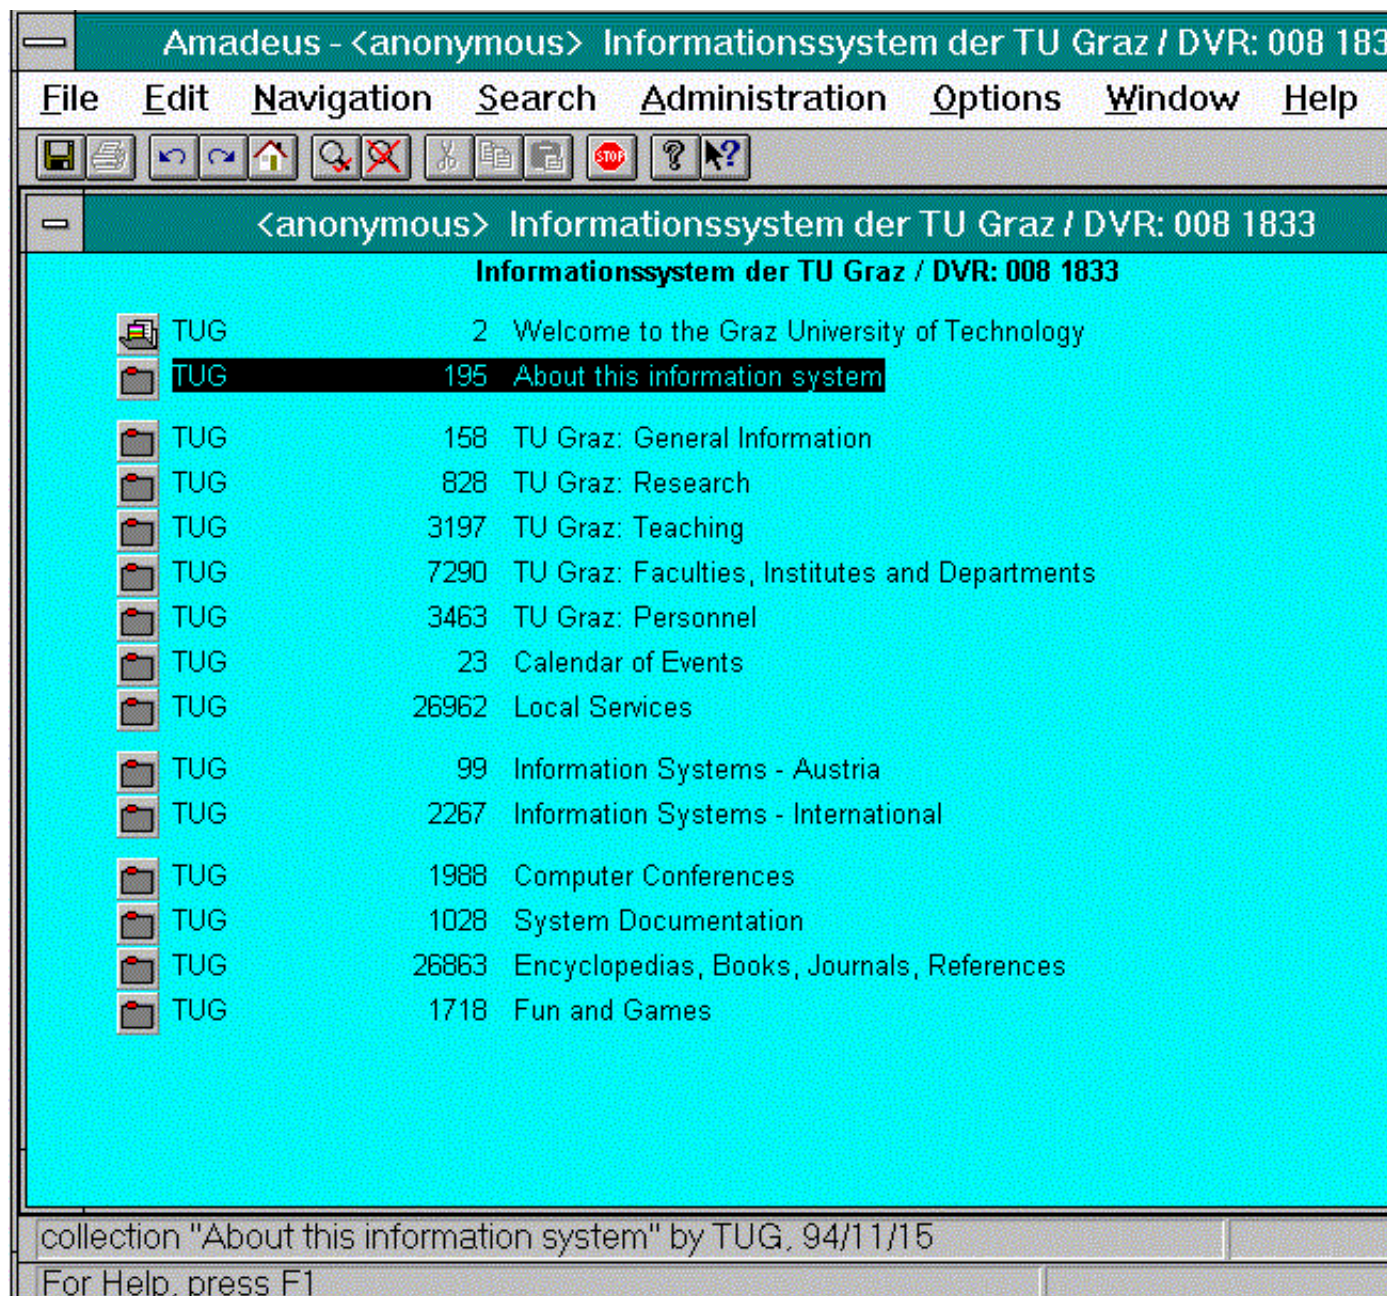 Amadeus - <anonymous> Informationssystem der TU Graz / DVR: 008 183
File Edit Navigation Search Administration Options Window Help
STOP
<anonymous> Informationssystem der TU Graz / DVR: 008 1833
Informationssystem der TU Graz / DVR: 008 1833
TUG 2 Welcome to the Graz University of Technology
TUG 195 About this information system
TUG 158 TU Graz: General Information
TUG 828 TU Graz: Research
TUG 3197 TU Graz: Teaching
TUG 7290 TU Graz: Faculties, Institutes and Departments
TUG 3463 TU Graz: Personnel
TUG 23 Calendar of Events
TUG 26962 Local Services
TUG 99 Information Systems - Austria
TUG 2267 Information Systems - International
TUG 1988 Computer Conferences
TUG 1028 System Documentation
TUG 26863 Encyclopedias, Books, Journals, References
TUG 1718 Fun and Games
collection "About this information system" by TUG, 94/11/15
For Help, press F1